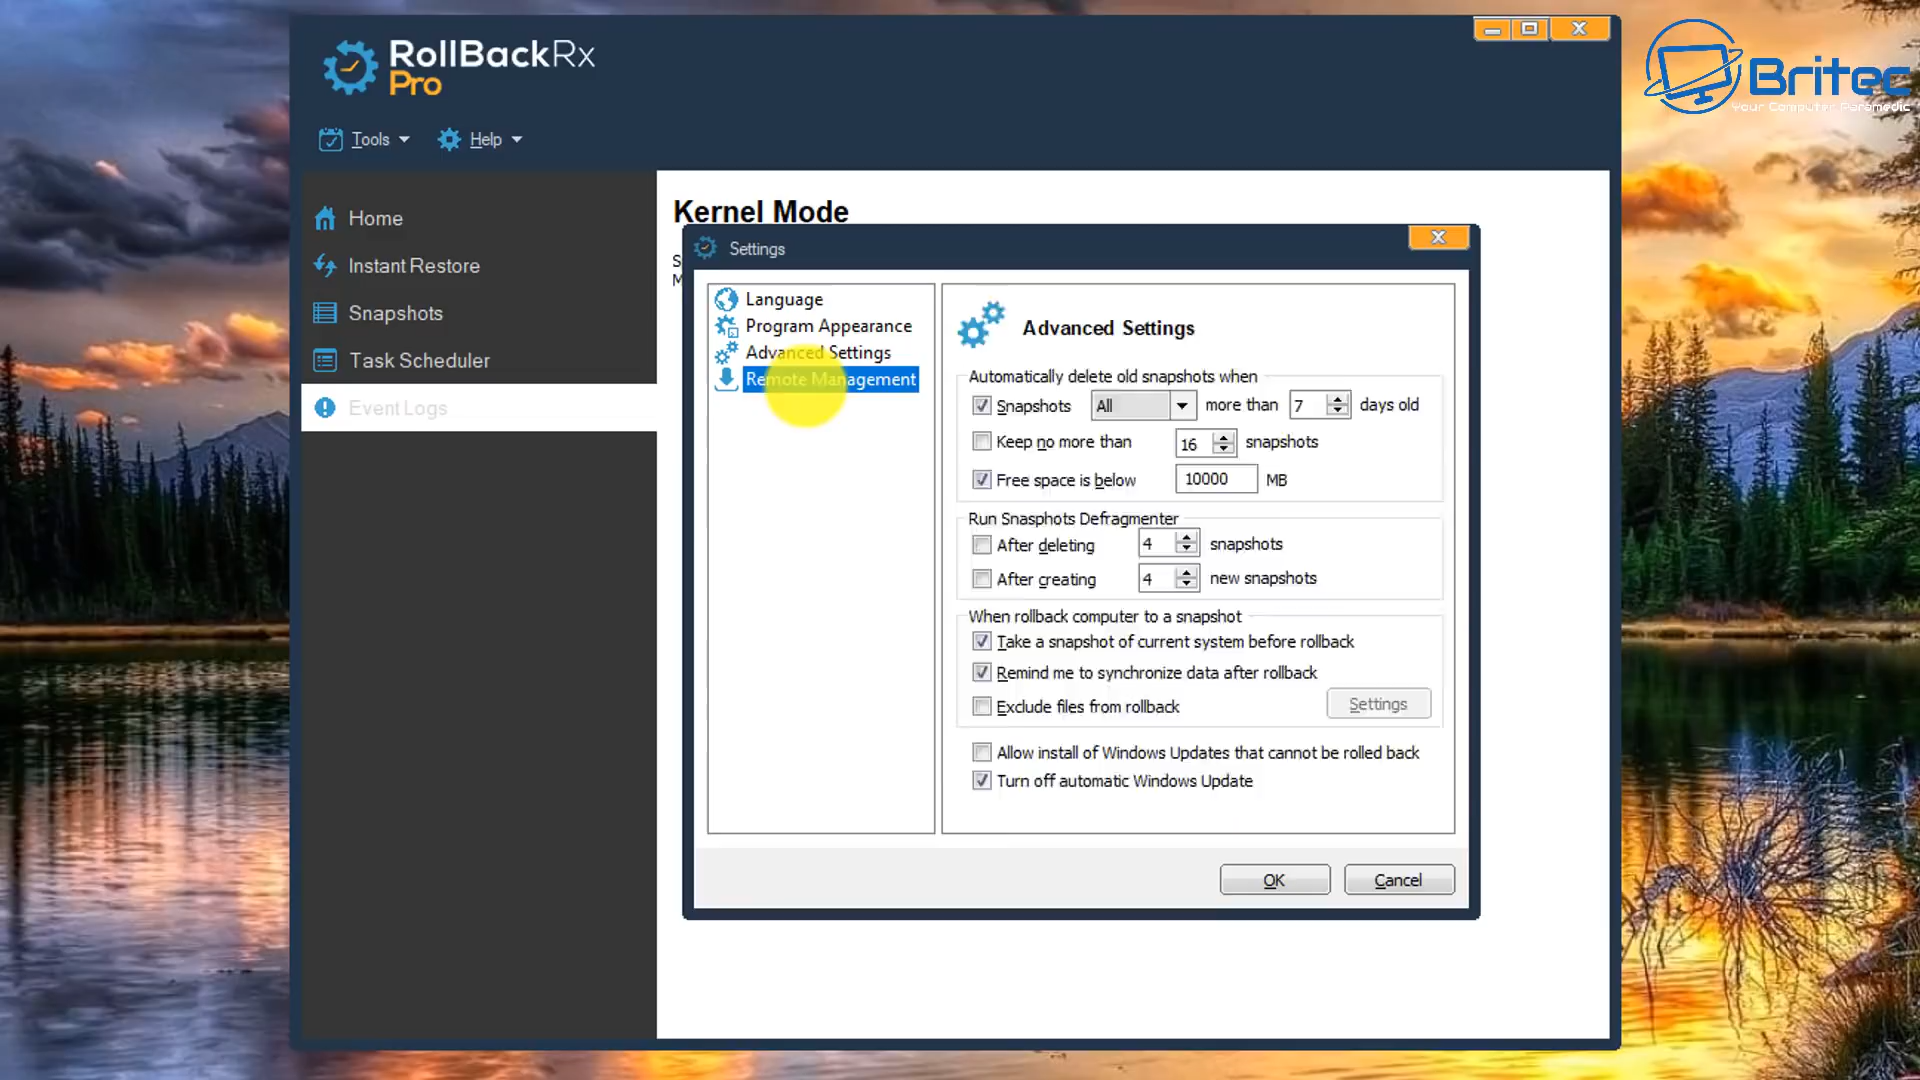 RollBackRx
Pro
Britec
Your Computer Paramedic
Tools
Help
Home
Instant Restore
Snapshots
Task Scheduler
Event Logs
Kernel Mode
S
M
Settings
Language
Program Appearance
Advanced Settings
Remote Management
Advanced Settings
Automatically delete old snapshots when
Snapshots All more than 7 days old
Keep no more than 16 snapshots
Free space is below 10000 MB
Run Snasphots Defragmenter
After deleting 4 snapshots
After creating 4 new snapshots
When rollback computer to a snapshot
Take a snapshot of current system before rollback
Remind me to synchronize data after rollback
Exclude files from rollback Settings
Allow install of Windows Updates that cannot be rolled back
Turn off automatic Windows Update
OK Cancel